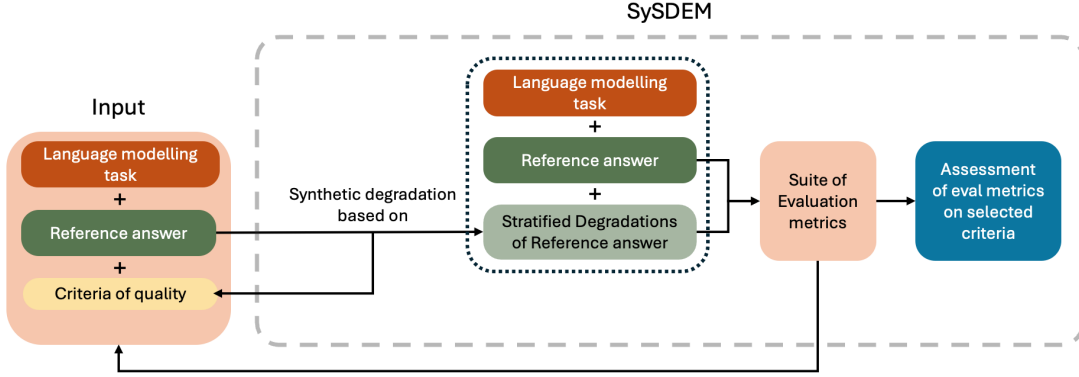 SySDEM
Input
Language modelling
task
+
Reference answer
+
Criteria of quality
Synthetic degradation
based on
Language modelling
task
+
Reference answer
+
Stratified Degradations
of Reference answer
Suite of
Evaluation
metrics
Assessment
of eval metrics
on selected
criteria